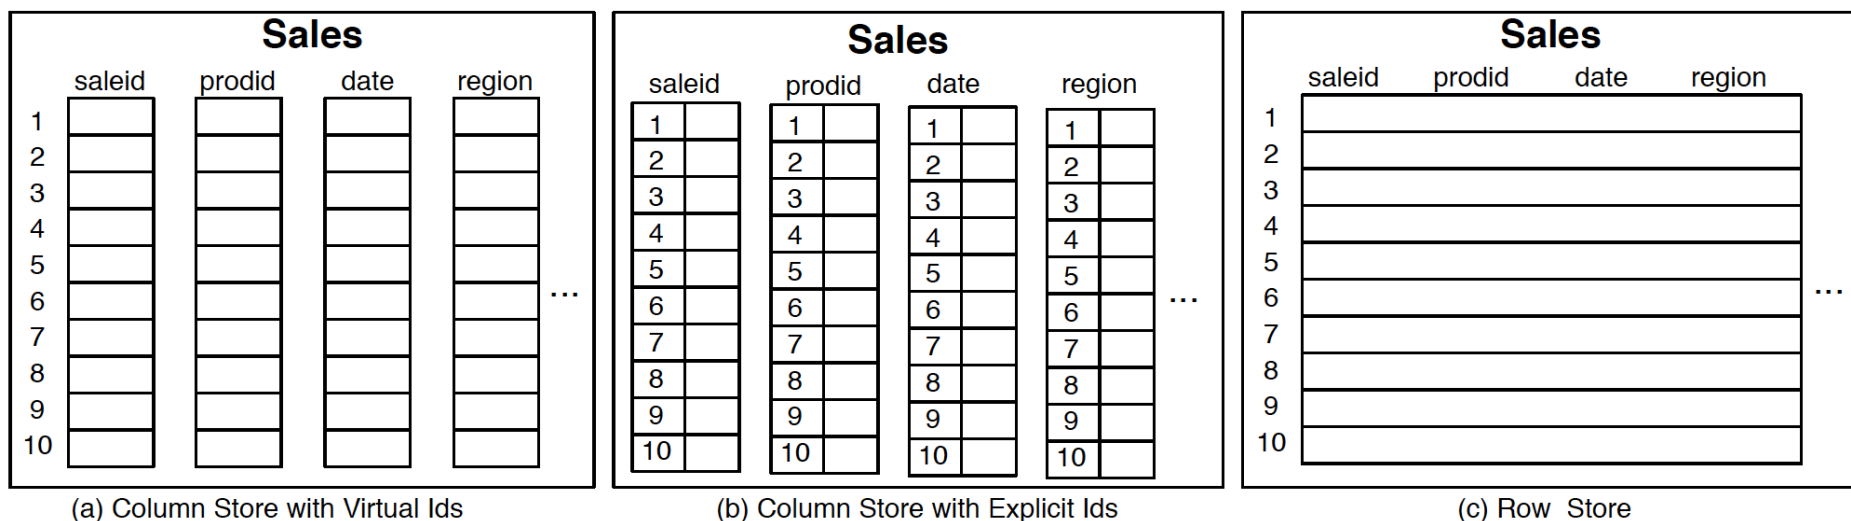 Sales
saleid prodid date region
1
2
3
4
5
6
7
8
9
10
...
(a) Column Store with Virtual Ids
Sales
saleid prodid date region
1 1 1 1
2 2 2 2
3 3 3 3
4 4 4 4
5 5 5 5
6 6 6 6
7 7 7 7
8 8 8 8
9 9 9 9
10 10 10 10
...
(b) Column Store with Explicit Ids
Sales
saleid prodid date region
1
2
3
4
5
6
7
8
9
10
...
(c) Row Store